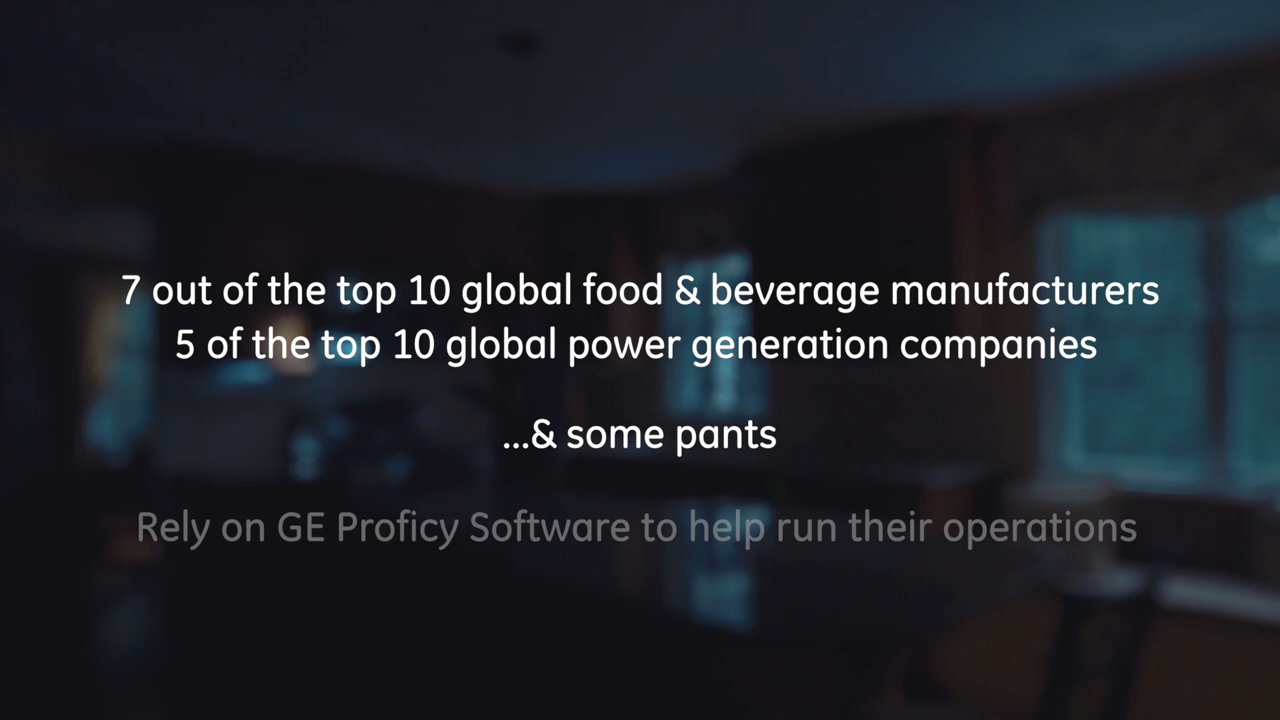 7 out of the top 10 global food & beverage manufacturers
5 of the top 10 global power generation companies
...& some pants
Rely on GE Proficy Software to help run their operations